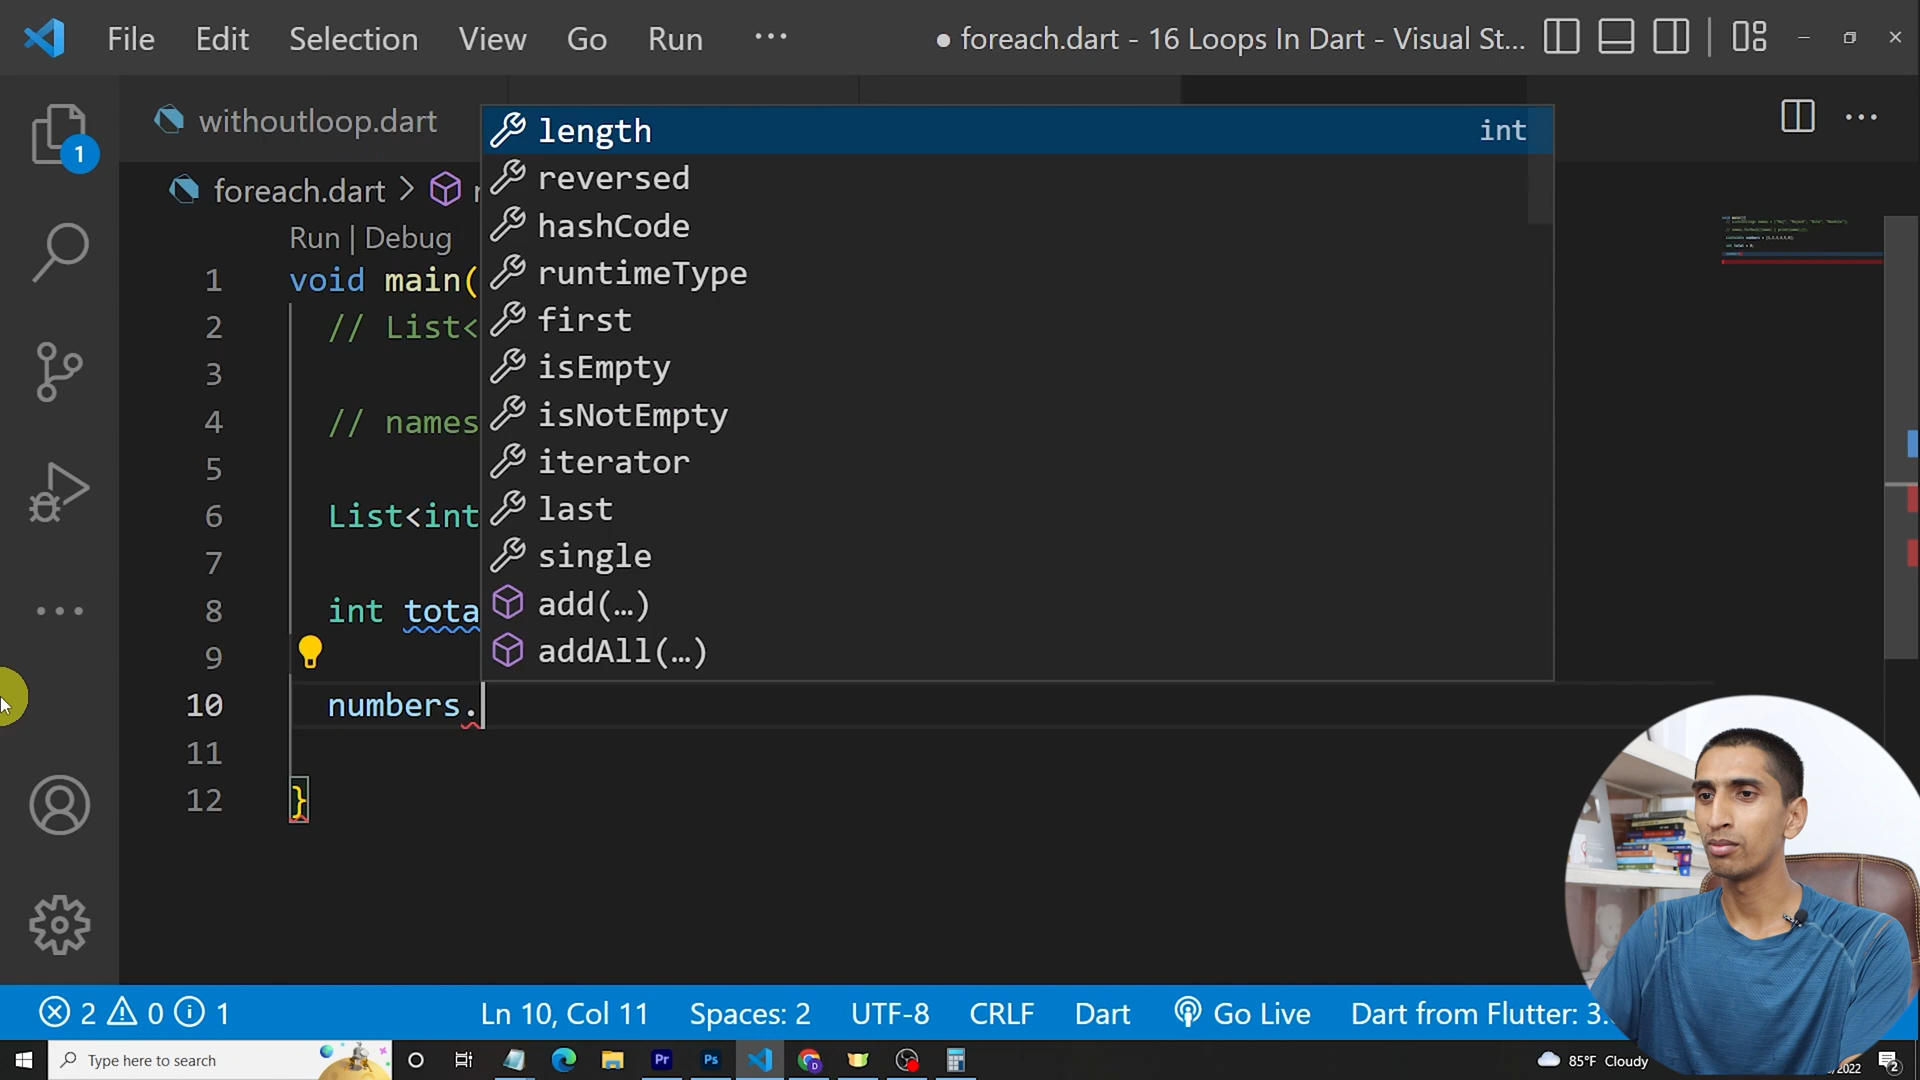 File Edit Selection View Go Run ··· ● foreach.dart - 16 Loops In Dart - Visual St...
withoutloop.dart
1
foreach.dart >
Run | Debug
1 void main(
2 // List<
3
4 // names
5
6 List<int
7
8 int tota
9
10 numbers.
11
12 }
length int
reversed
hashCode
runtimeType
first
isEmpty
isNotEmpty
iterator
last
single
add(…)
addAll(…)
2 0 1 Ln 10, Col 11 Spaces: 2 UTF-8 CRLF Dart Go Live Dart from Flutter: 3.
Type here to search Pr Ps 85°F Cloudy /2022 2